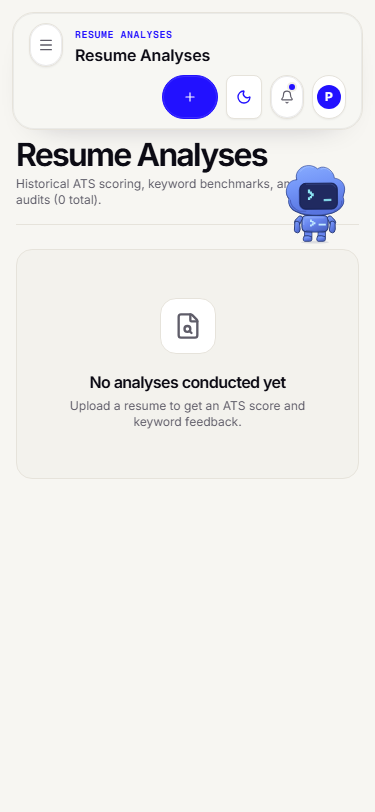 RESUME ANALYSES
Resume Analyses
P
Resume Analyses
Historical ATS scoring, keyword benchmarks,
audits (0 total).
No analyses conducted yet
Upload a resume to get an ATS score and
keyword feedback.